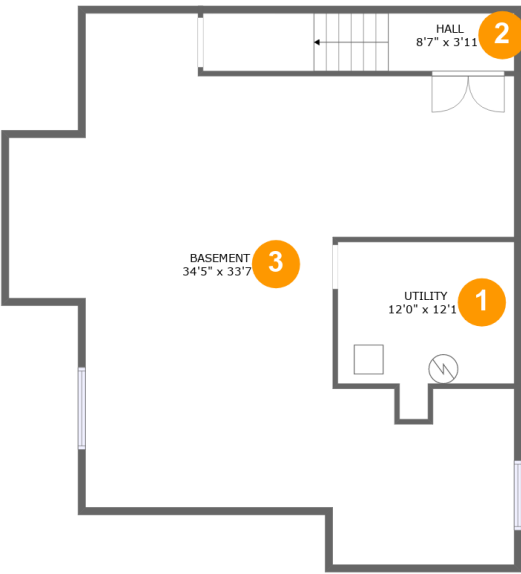 HALL
8'7" x 3'11
2
BASEMENT
34'5" x 33'7
3
UTILITY
12'0" x 12'1
1